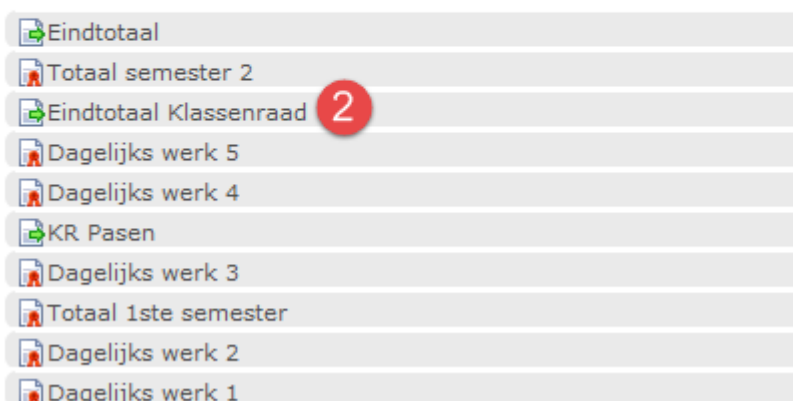 Eindtotaal
Totaal semester 2
Eindtotaal Klassenraad 2
Dagelijks werk 5
Dagelijks werk 4
KR Pasen
Dagelijks werk 3
Totaal 1ste semester
Dagelijks werk 2
Dagelijks werk 1